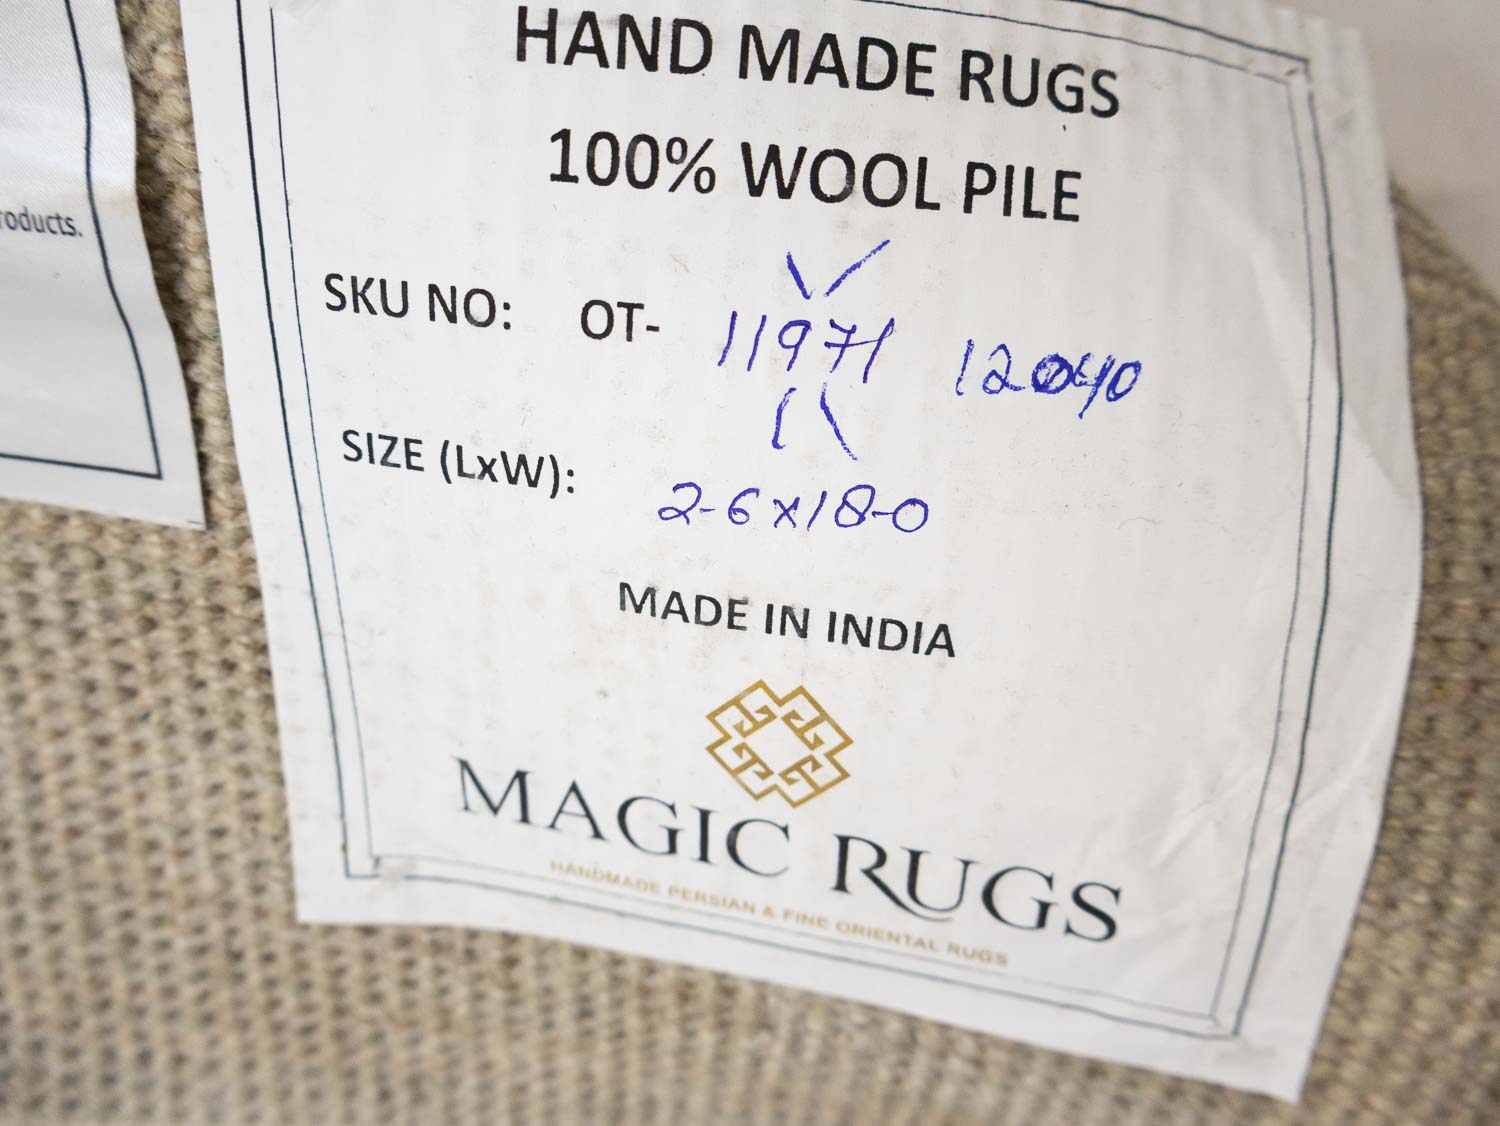 HAND MADE RUGS
100% WOOL PILE
SKU NO: OT- 11971 12040
SIZE (LxW): 2-6x18-0
MADE IN INDIA
MAGIC RUGS
HANDMADE PERSIAN & FINE ORIENTAL RUGS
roducts.